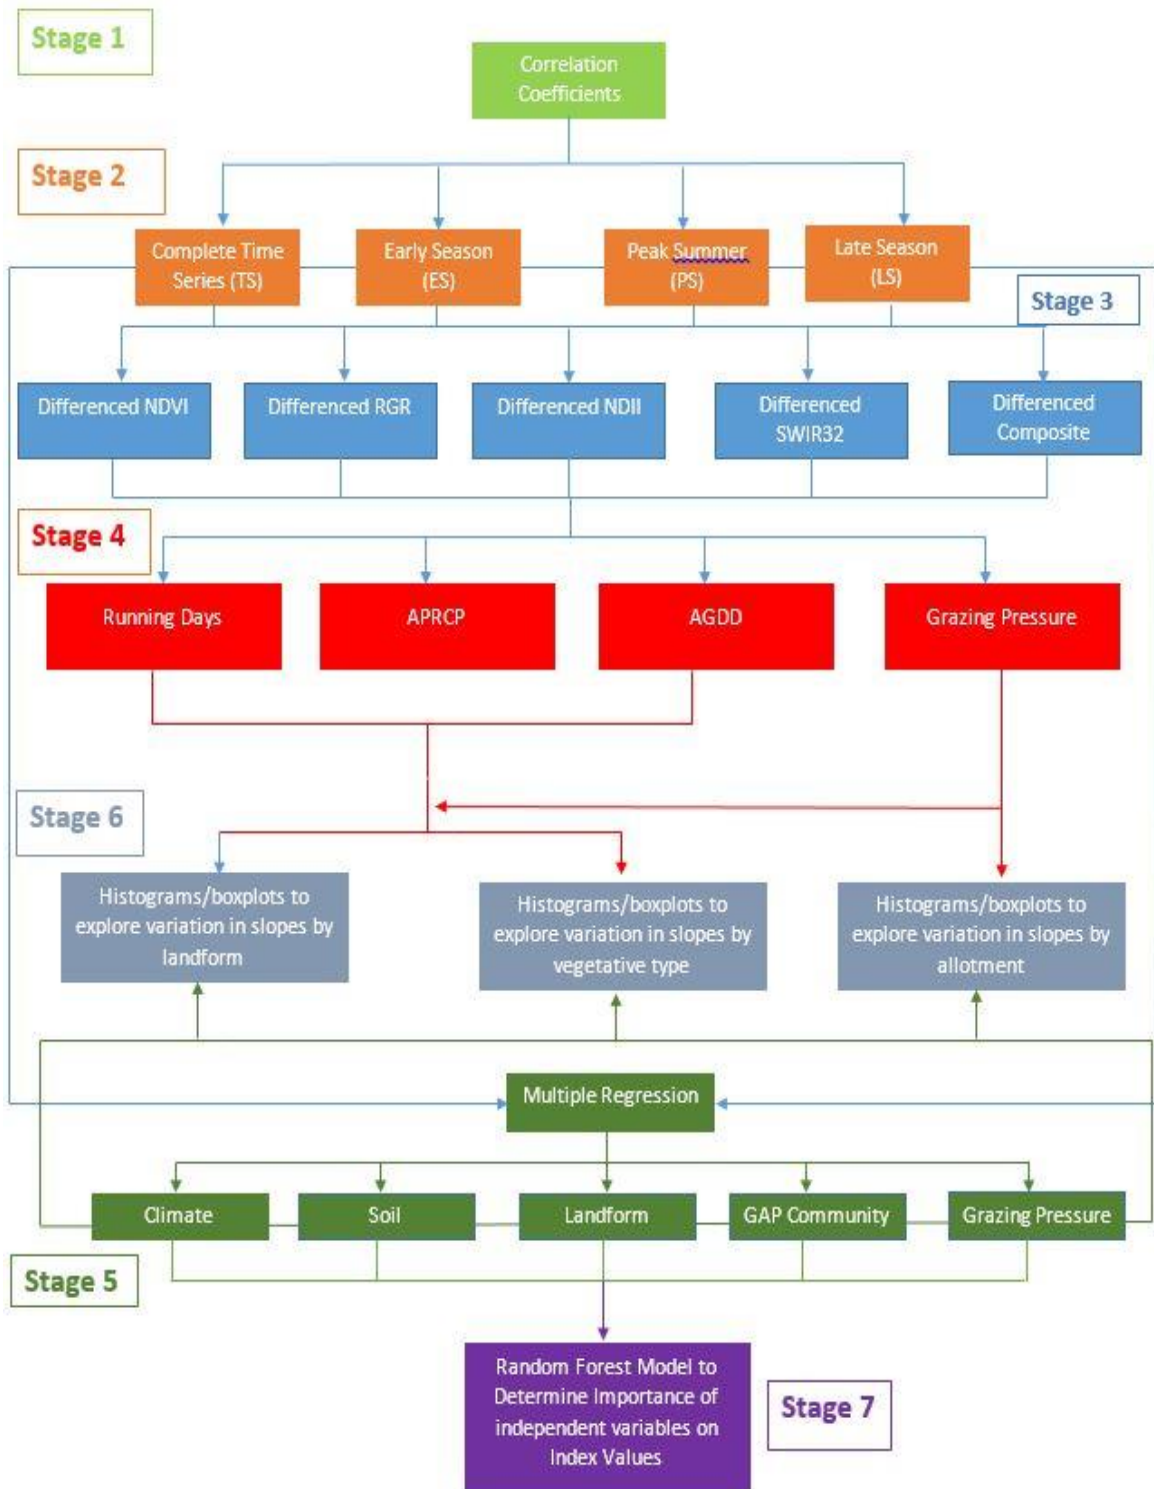 Stage 1
Correlation
Coefficients
Stage 2
Complete Time
Series (TS)
Early Season
(ES)
Peak Summer
(PS)
Late Season
(LS)
Stage 3
Differenced NDVI
Differenced RGR
Differenced NDII
Differenced
SWIR32
Differenced
Composite
Stage 4
Running Days
APRCP
AGDD
Grazing Pressure
Stage 6
Histograms/boxplots to
explore variation in slopes by
landform
Histograms/boxplots to
explore variation in slopes by
vegetative type
Histograms/boxplots to
explore variation in slopes by
allotment
Multiple Regression
Climate
Soil
Landform
GAP Community
Grazing Pressure
Stage 5
Random Forest Model to
Determine Importance of
independent variables on
Index Values
Stage 7